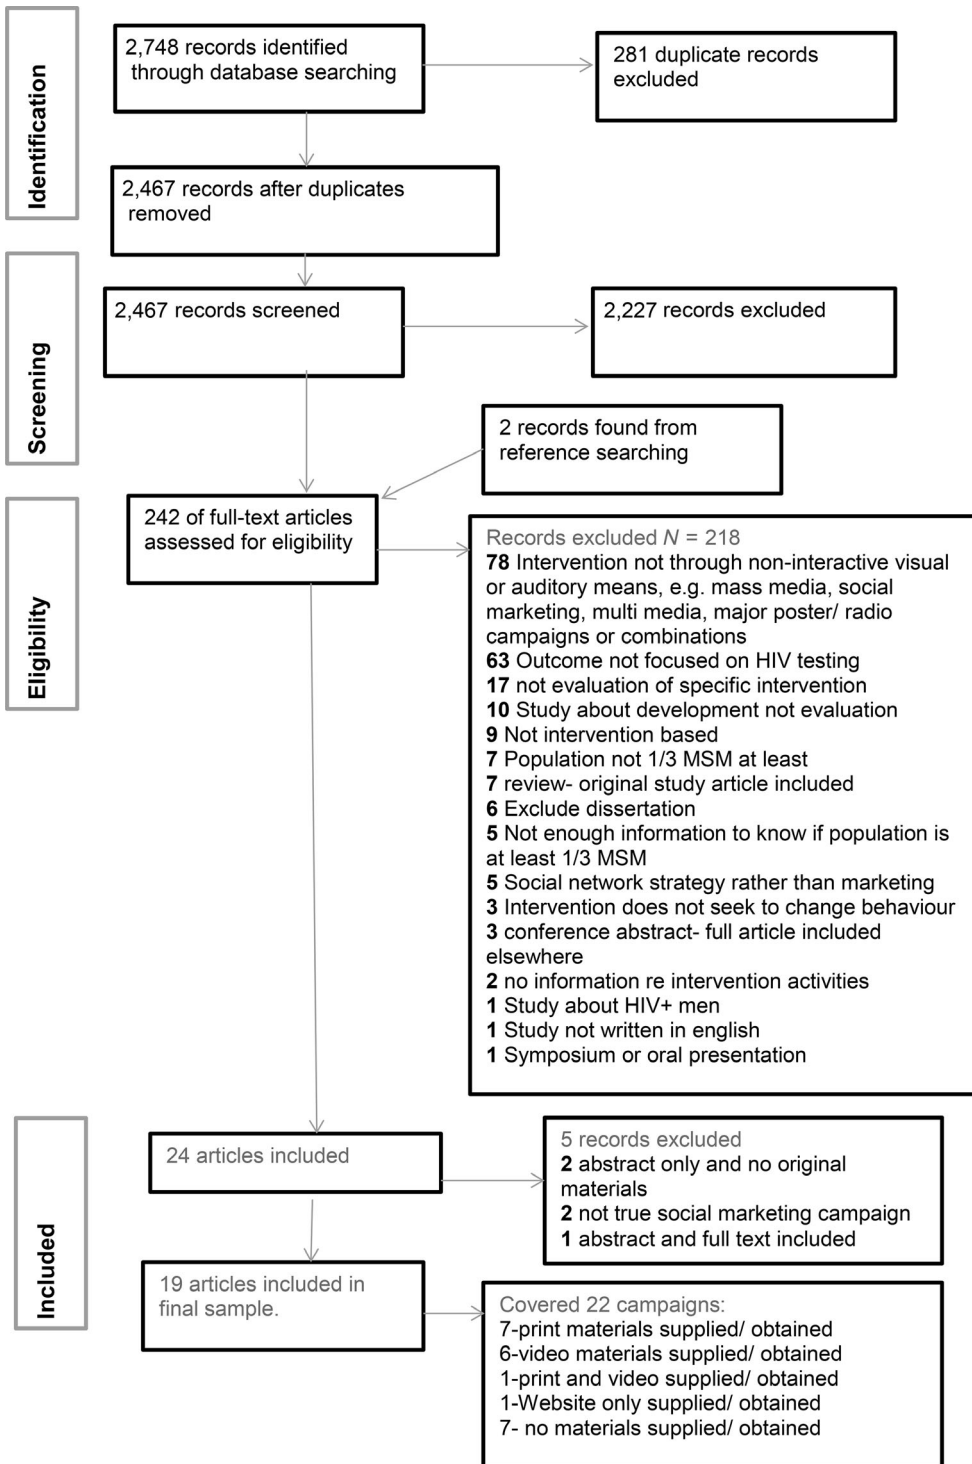 Identification
2,748 records identified
through database searching
281 duplicate records
excluded
2,467 records after duplicates
removed
Screening
2,467 records screened
2,227 records excluded
2 records found from
reference searching
Eligibility
242 of full-text articles
assessed for eligibility
Records excluded N = 218
78 Intervention not through non-interactive visual
or auditory means, e.g. mass media, social
marketing, multi media, major poster/ radio
campaigns or combinations
63 Outcome not focused on HIV testing
17 not evaluation of specific intervention
10 Study about development not evaluation
9 Not intervention based
7 Population not 1/3 MSM at least
7 review- original study article included
6 Exclude dissertation
5 Not enough information to know if population is
at least 1/3 MSM
5 Social network strategy rather than marketing
3 Intervention does not seek to change behaviour
3 conference abstract- full article included
elsewhere
2 no information re intervention activities
1 Study about HIV+ men
1 Study not written in english
1 Symposium or oral presentation
Included
24 articles included
5 records excluded
2 abstract only and no original
materials
2 not true social marketing campaign
1 abstract and full text included
19 articles included in
final sample.
Covered 22 campaigns:
7-print materials supplied/ obtained
6-video materials supplied/ obtained
1-print and video supplied/ obtained
1-Website only supplied/ obtained
7- no materials supplied/ obtained